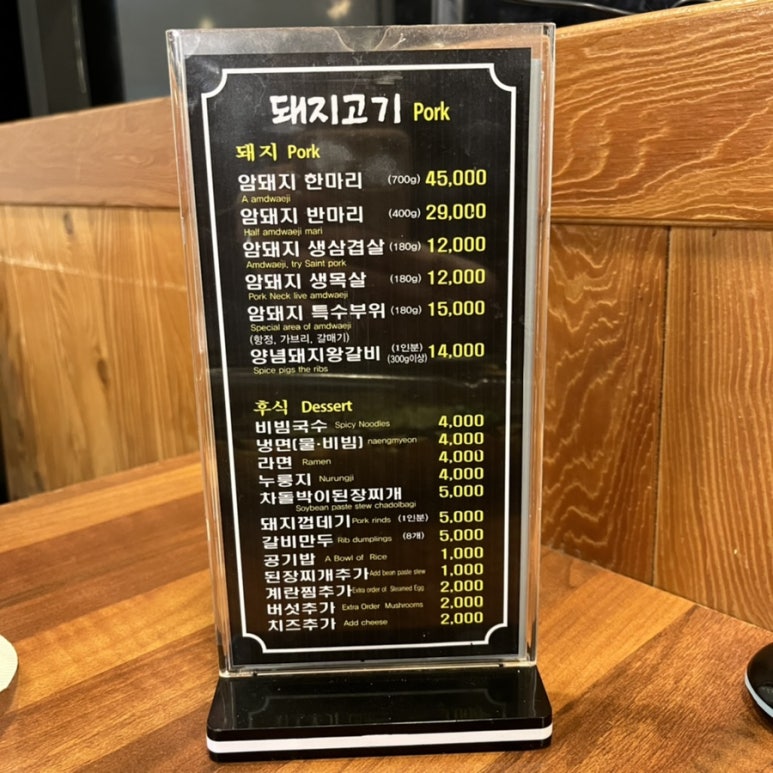 돼지고기 Pork
돼지 Pork
암돼지 한마리 (700g) 45,000
A amdwaeji
암돼지 반마리 (400g) 29,000
Half amdwaeji mari
암돼지 생삼겹살 (180g) 12,000
Amdwaeji, try Saint pork
암돼지 생목살 (180g) 12,000
Pork Neck live amdwaeji
암돼지 특수부위 (180g) 15,000
Special area of amdwaeji
(항정, 가브리, 갈매기)
양념돼지왕갈비 (1인분) (300g이상) 14,000
Spice pigs the ribs
후식 Dessert
비빔국수 Spicy Noodles 4,000
냉면(물·비빔) naengmyeon 4,000
라면 Ramen 4,000
누룽지 Nurungji 4,000
차돌박이된장찌개 5,000
Soybean paste stew chadolbagi
돼지껍데기 Pork rinds (1인분) 5,000
갈비만두 Rib dumplings (8개) 5,000
공기밥 A Bowl of Rice 1,000
된장찌개추가 Add bean paste stew 1,000
계란찜추가 Extra order of Steamed Egg 2,000
버섯추가 Extra Order Mushrooms 2,000
치즈추가 Add cheese 2,000